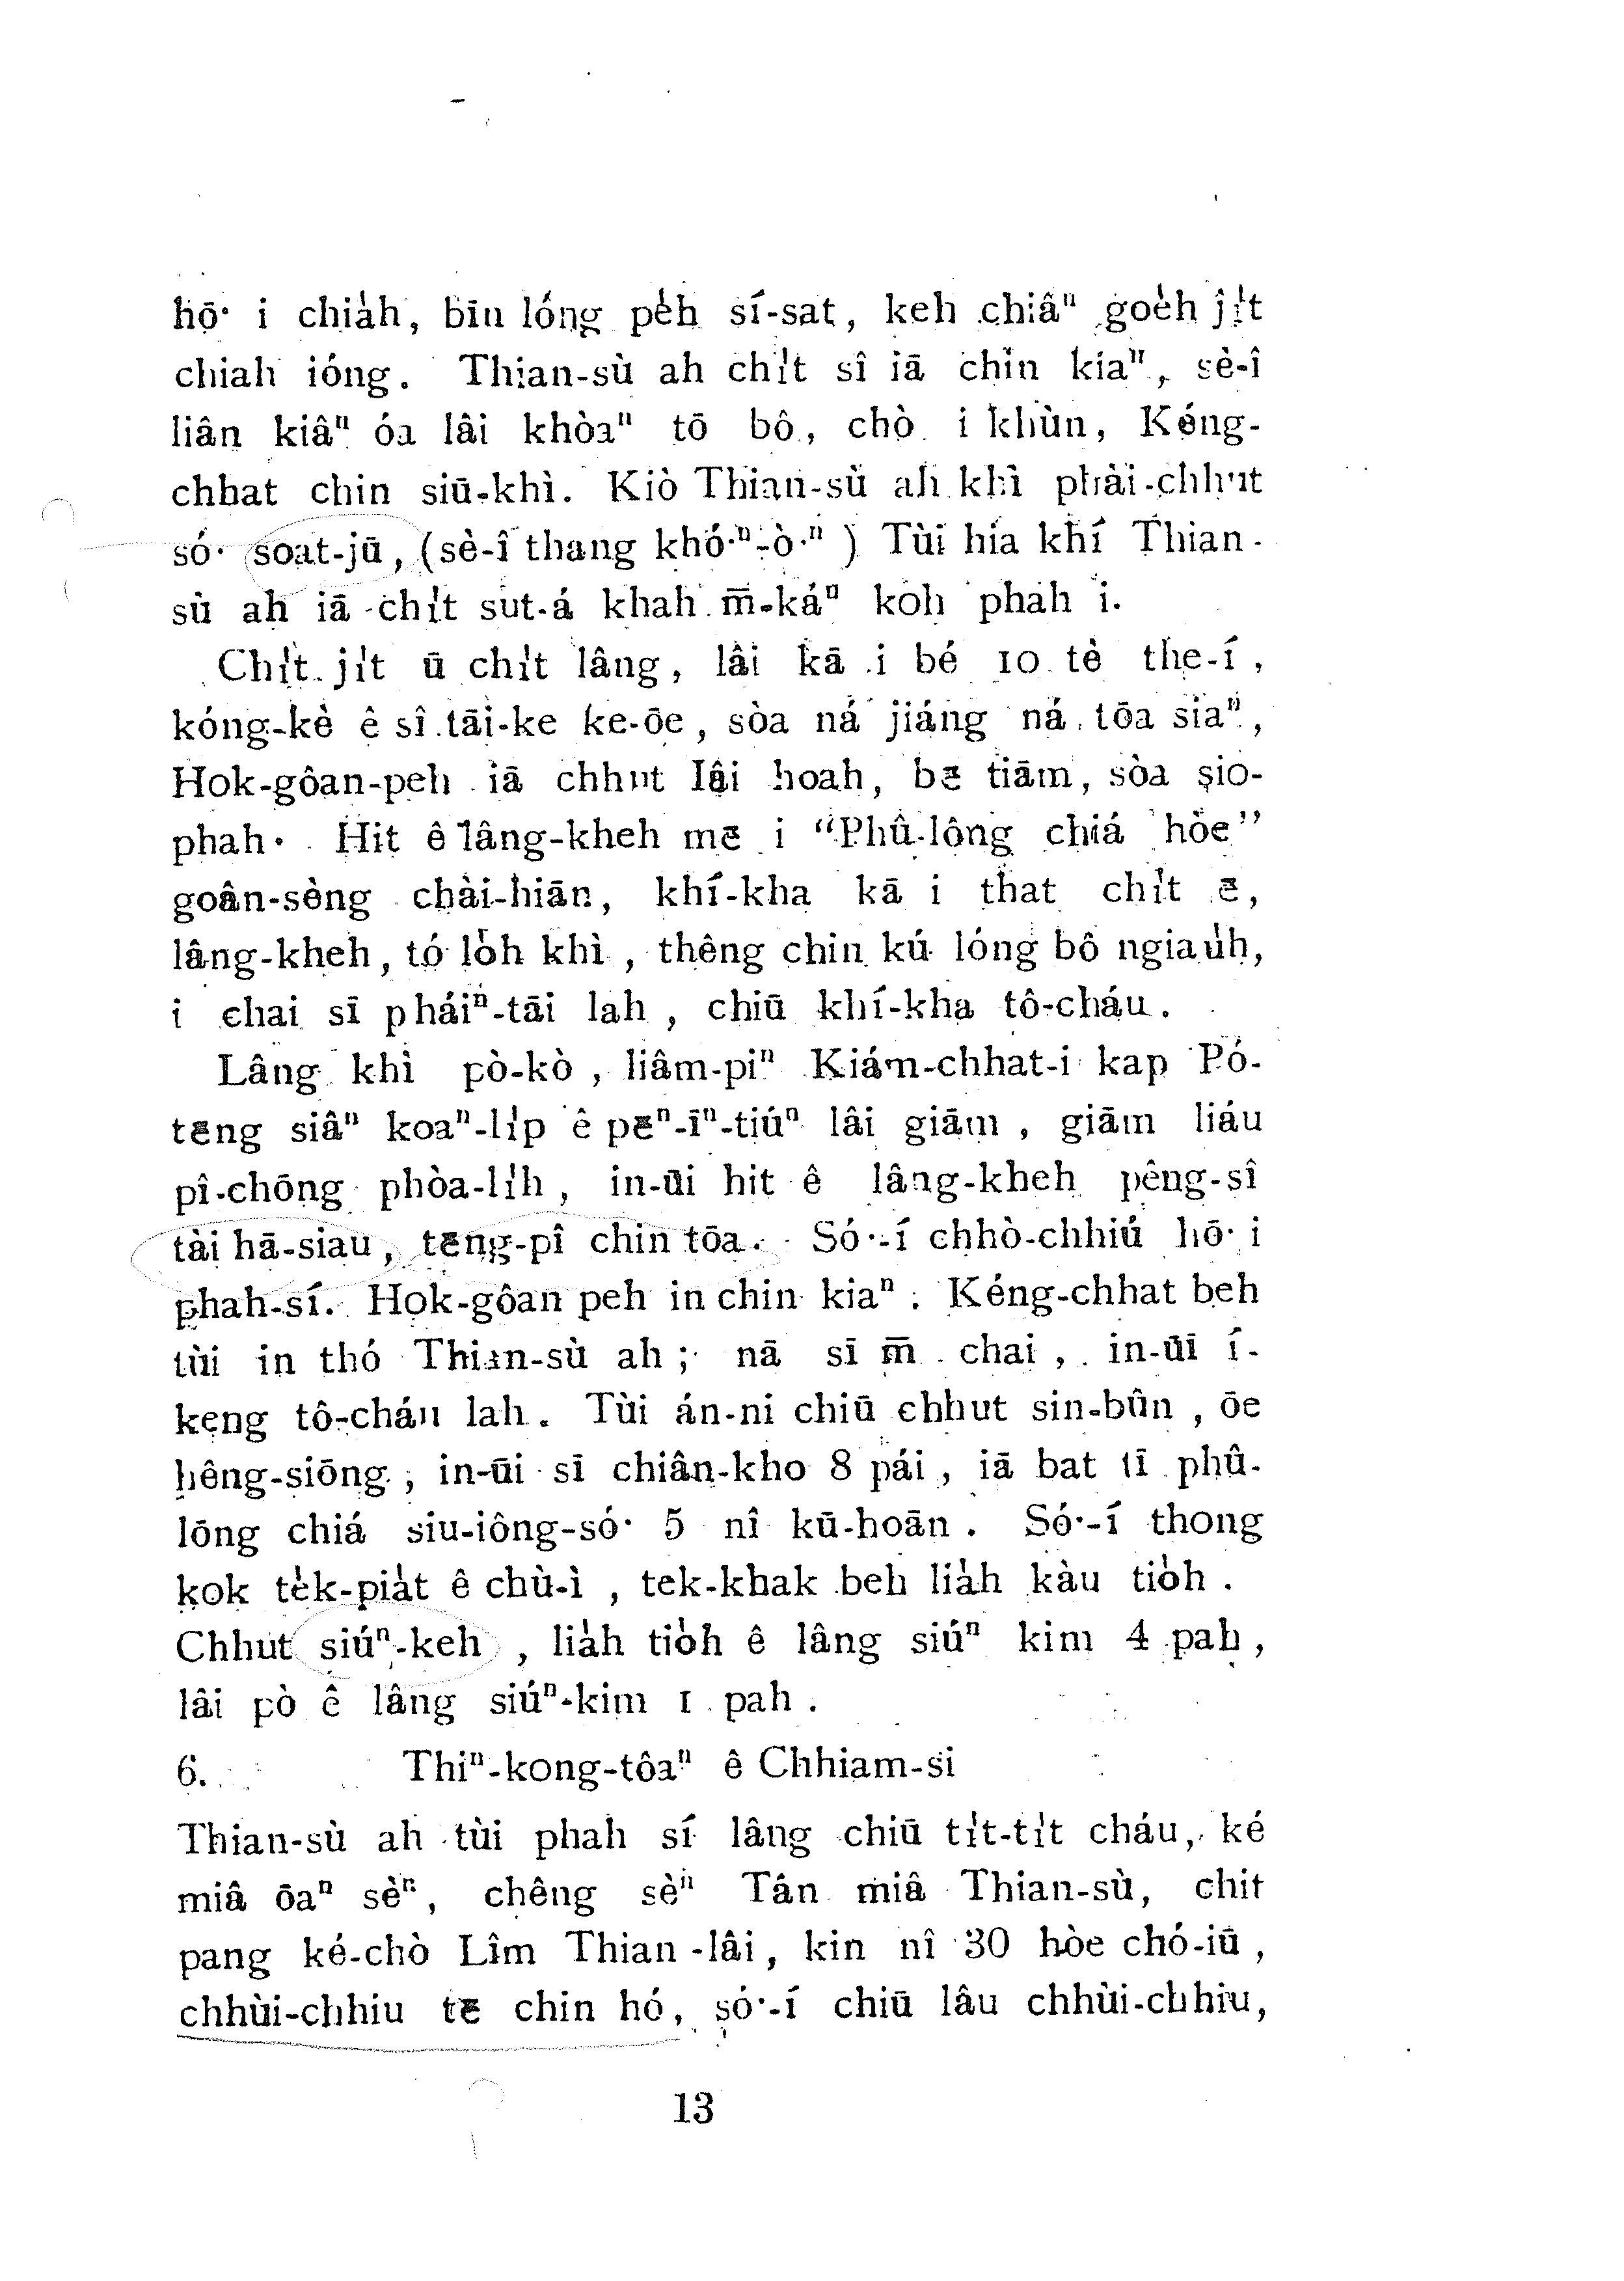 hō͘ i chia̍h, bīn lóng pe̍h sí-sat, keh chiâⁿ goe̍h ji̍t
chiah ióng. Thian-sù ah chi̍t sî iā chin kiaⁿ, sè-î
liân kiâⁿ óa lâi khòaⁿ tō bô, chò i khùn, Kéng-
chhat chin siū-khì. Kiò Thian-sù ah khì phài-chhut
só͘ soat-jū, (sè-î thang khó͘ⁿ-ò͘ⁿ) Tùi hia khí Thian-
sù ah iā chi̍t sut-á khah m̄-káⁿ koh phah i.
Chi̍t ji̍t ū chi̍t lâng, lâi kā i bé 10 tè the-í,
kóng-kè ê sî tāi-ke ke-ōe, sòa ná jiáng ná tōa siaⁿ,
Hok-gôan-peh iā chhut lâi hoah, bē tiām, sòa sio-
phah. Hit ê lâng-kheh mē i "Phû-lông chiá hòe"
goân-sèng chài-hiān, khí-kha kā i that chi̍t ē,
lâng-kheh, tó lo̍h khì, thêng chin kú lóng bô ngiau̍h,
i chai sī pháiⁿ-tāi lah, chiū khí-kha tô-cháu.
Lâng khì pò-kò, liâm-piⁿ Kiám-chhat-i kap Pó-
tēng siâⁿ koaⁿ-li̍p ê pēⁿ-īⁿ-tiúⁿ lâi giām, giām liáu
pî-chōng phòa-li̍h, in-ūi hit ê lâng-kheh pêng-sî
tài hā-siau, tēng-pî chin tōa. Só͘-í chhò-chhiú hō͘ i
phah-sí. Hok-gôan peh in chin kiaⁿ. Kéng-chhat beh
tùi in thó Thian-sù ah; nā sī m̄ chai, in-ūi í-
keng tô-cháu lah. Tùi án-ni chiū chhut sin-bûn, ōe
hêng-siōng, in-ūi sī chiân-kho 8 pái, iā bat tī phû-
lōng chiá siu-iông-só͘ 5 nî kū-hoān. Só͘-í thong
kok te̍k-pia̍t ê chù-ì, tek-khak beh lia̍h kàu tio̍h.
Chhut siúⁿ-keh, lia̍h tio̍h ê lâng siúⁿ kim 4 pah,
lâi pò ê lâng siúⁿ-kim 1 pah.
6. Thiⁿ-kong-tôaⁿ ê Chhiam-si
Thian-sù ah tùi phah sí lâng chiū ti̍t-ti̍t cháu, ké
miâ ōaⁿ sèⁿ, chêng sèⁿ Tân miâ Thian-sù, chit
pang ké-chò Lîm Thian-lâi, kin nî 30 hòe chó-iū,
chhùi-chhiu tē chin hó, só͘-í chiū lâu chhùi-chhiu,
13